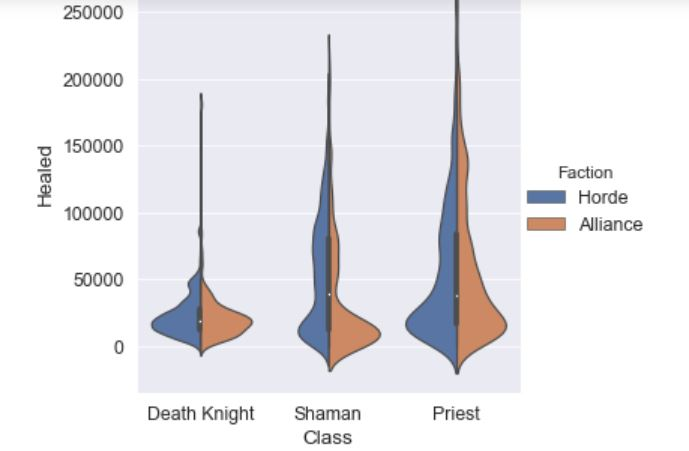 250000
200000
150000
100000
50000
0
Healed
Death Knight
Shaman
Priest
Class
Faction
Horde
Alliance